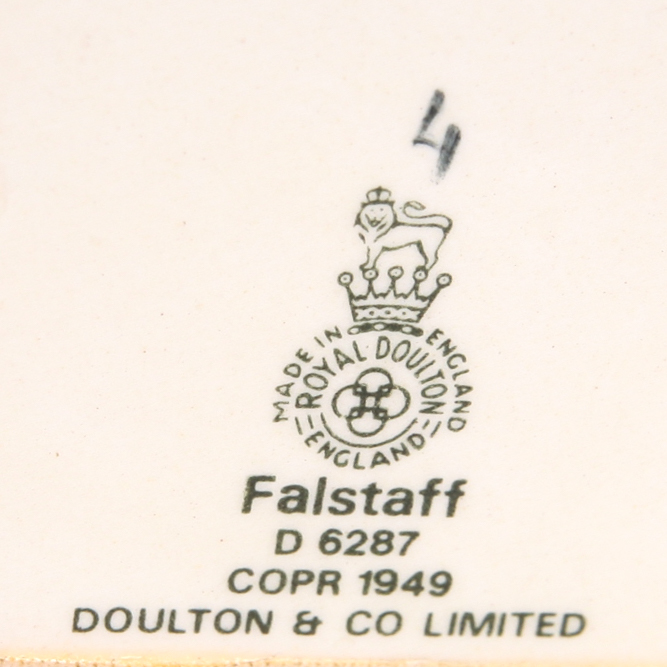 4
MADE IN ENGLAND
ROYAL DOULTON
ENGLAND
Falstaff
D 6287
COPR 1949
DOULTON & CO LIMITED